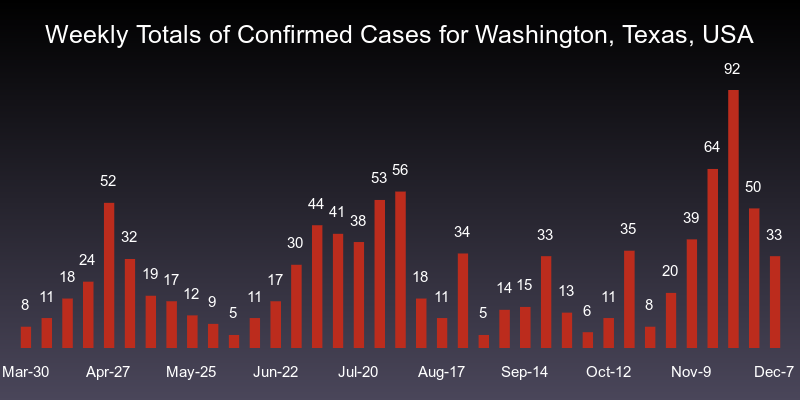 Weekly Totals of Confirmed Cases for Washington, Texas, USA
8 11 18 24 52 32 19 17 12 9 5 11 17 30 44 41 38 53 56 18 11 34 5 14 15 33 13 6 11 35 8 20 39 64 92 50 33
Mar-30 Apr-27 May-25 Jun-22 Jul-20 Aug-17 Sep-14 Oct-12 Nov-9 Dec-7